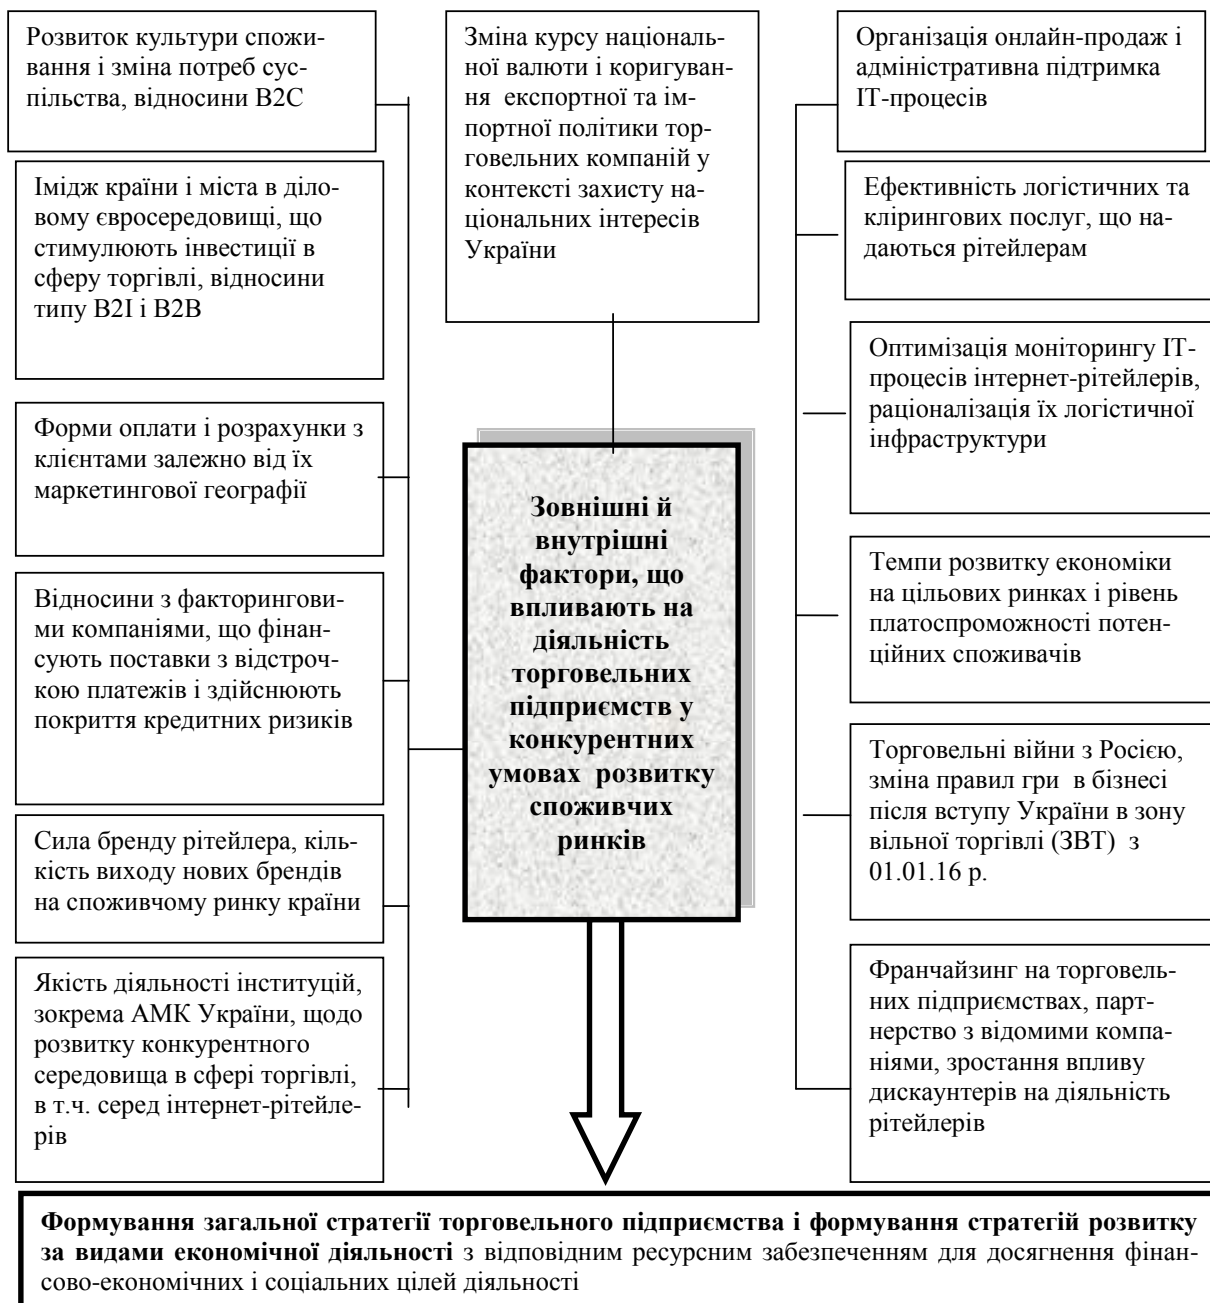 Розвиток культури спожи-
вання і зміна потреб сус-
пільства, відносини B2C
Імідж країни і міста в діло-
вому євросередовищі, що
стимулюють інвестиції в
сферу торгівлі, відносини
типу B2I і B2B
Форми оплати і розрахунки з
клієнтами залежно від їх
маркетингової географії
Відносини з факторингови-
ми компаніями, що фінан-
сують поставки з відстроч-
кою платежів і здійснюють
покриття кредитних ризиків
Сила бренду рітейлера, кіль-
кість виходу нових брендів
на споживчому ринку країни
Якість діяльності інституцій,
зокрема АМК України, щодо
розвитку конкурентного
середовища в сфері торгівлі,
в т.ч. серед інтернет-рітейле-
рів
Зміна курсу національ-
ної валюти і коригуван-
ня експортної та ім-
портної політики тор-
говельних компаній у
контексті захисту на-
ціональних інтересів
України
Зовнішні й
внутрішні
фактори, що
впливають на
діяльність
торговельних
підприємств у
конкурентних
умовах розвитку
споживчих
ринків
Організація онлайн-продаж і
адміністративна підтримка
ІТ-процесів
Ефективність логістичних та
клірингових послуг, що на-
даються рітейлерам
Оптимізація моніторингу ІТ-
процесів інтернет-рітейлерів,
раціоналізація їх логістичної
інфраструктури
Темпи розвитку економіки
на цільових ринках і рівень
платоспроможності потен-
ційних споживачів
Торговельні війни з Росією,
зміна правил гри в бізнесі
після вступу України в зону
вільної торгівлі (ЗВТ) з
01.01.16 р.
Франчайзинг на торговель-
них підприємствах, парт-
нерство з відомими компа-
ніями, зростання впливу
дискаунтерів на діяльність
рітейлерів
Формування загальної стратегії торговельного підприємства і формування стратегій розвитку
за видами економічної діяльності з відповідним ресурсним забезпеченням для досягнення фінан-
сово-економічних і соціальних цілей діяльності